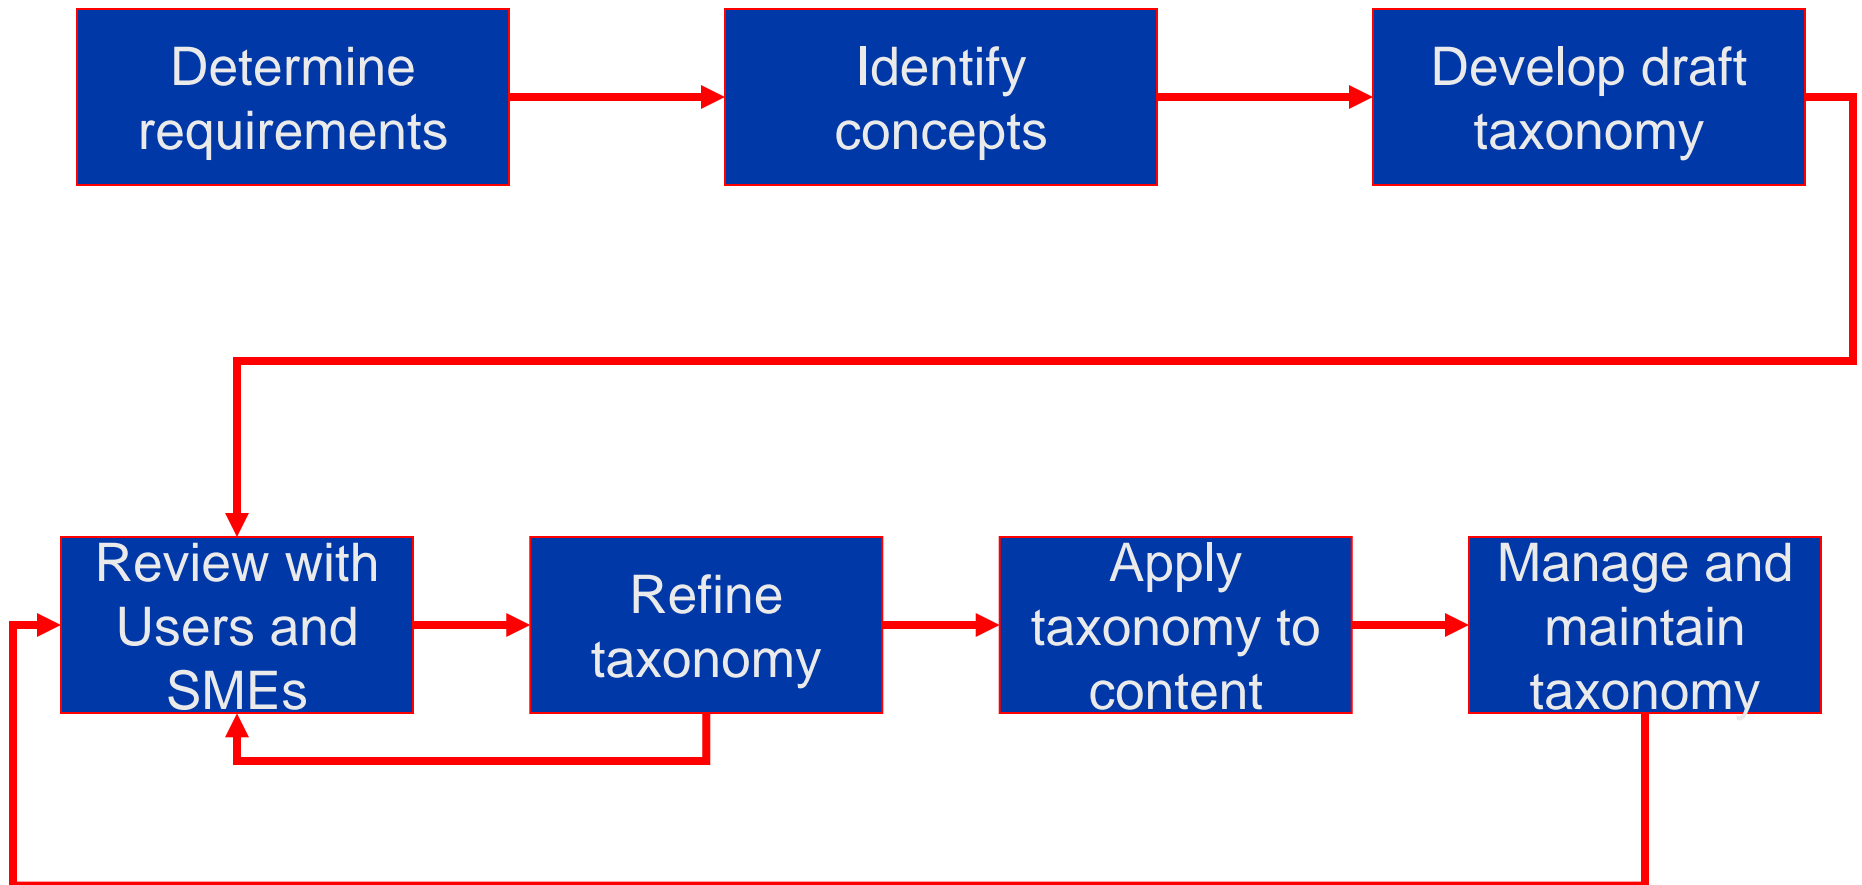 Determine
requirements
Identify
concepts
Develop draft
taxonomy
Review with
Users and
SMEs
Refine
taxonomy
Apply
taxonomy to
content
Manage and
maintain
taxonomy